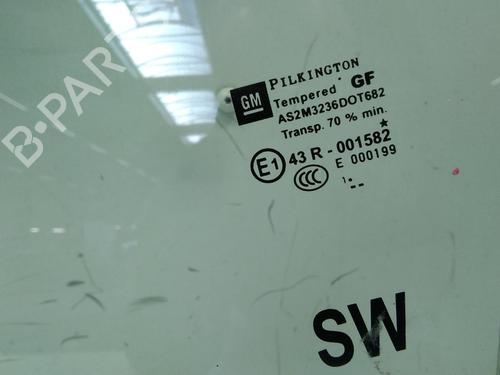 B-PARTS
GM
PILKINGTON
Tempered GF
AS2M3236DOT682
Transp. 70 % min.
E1 43 R - 001582
CCC E 000199
SW